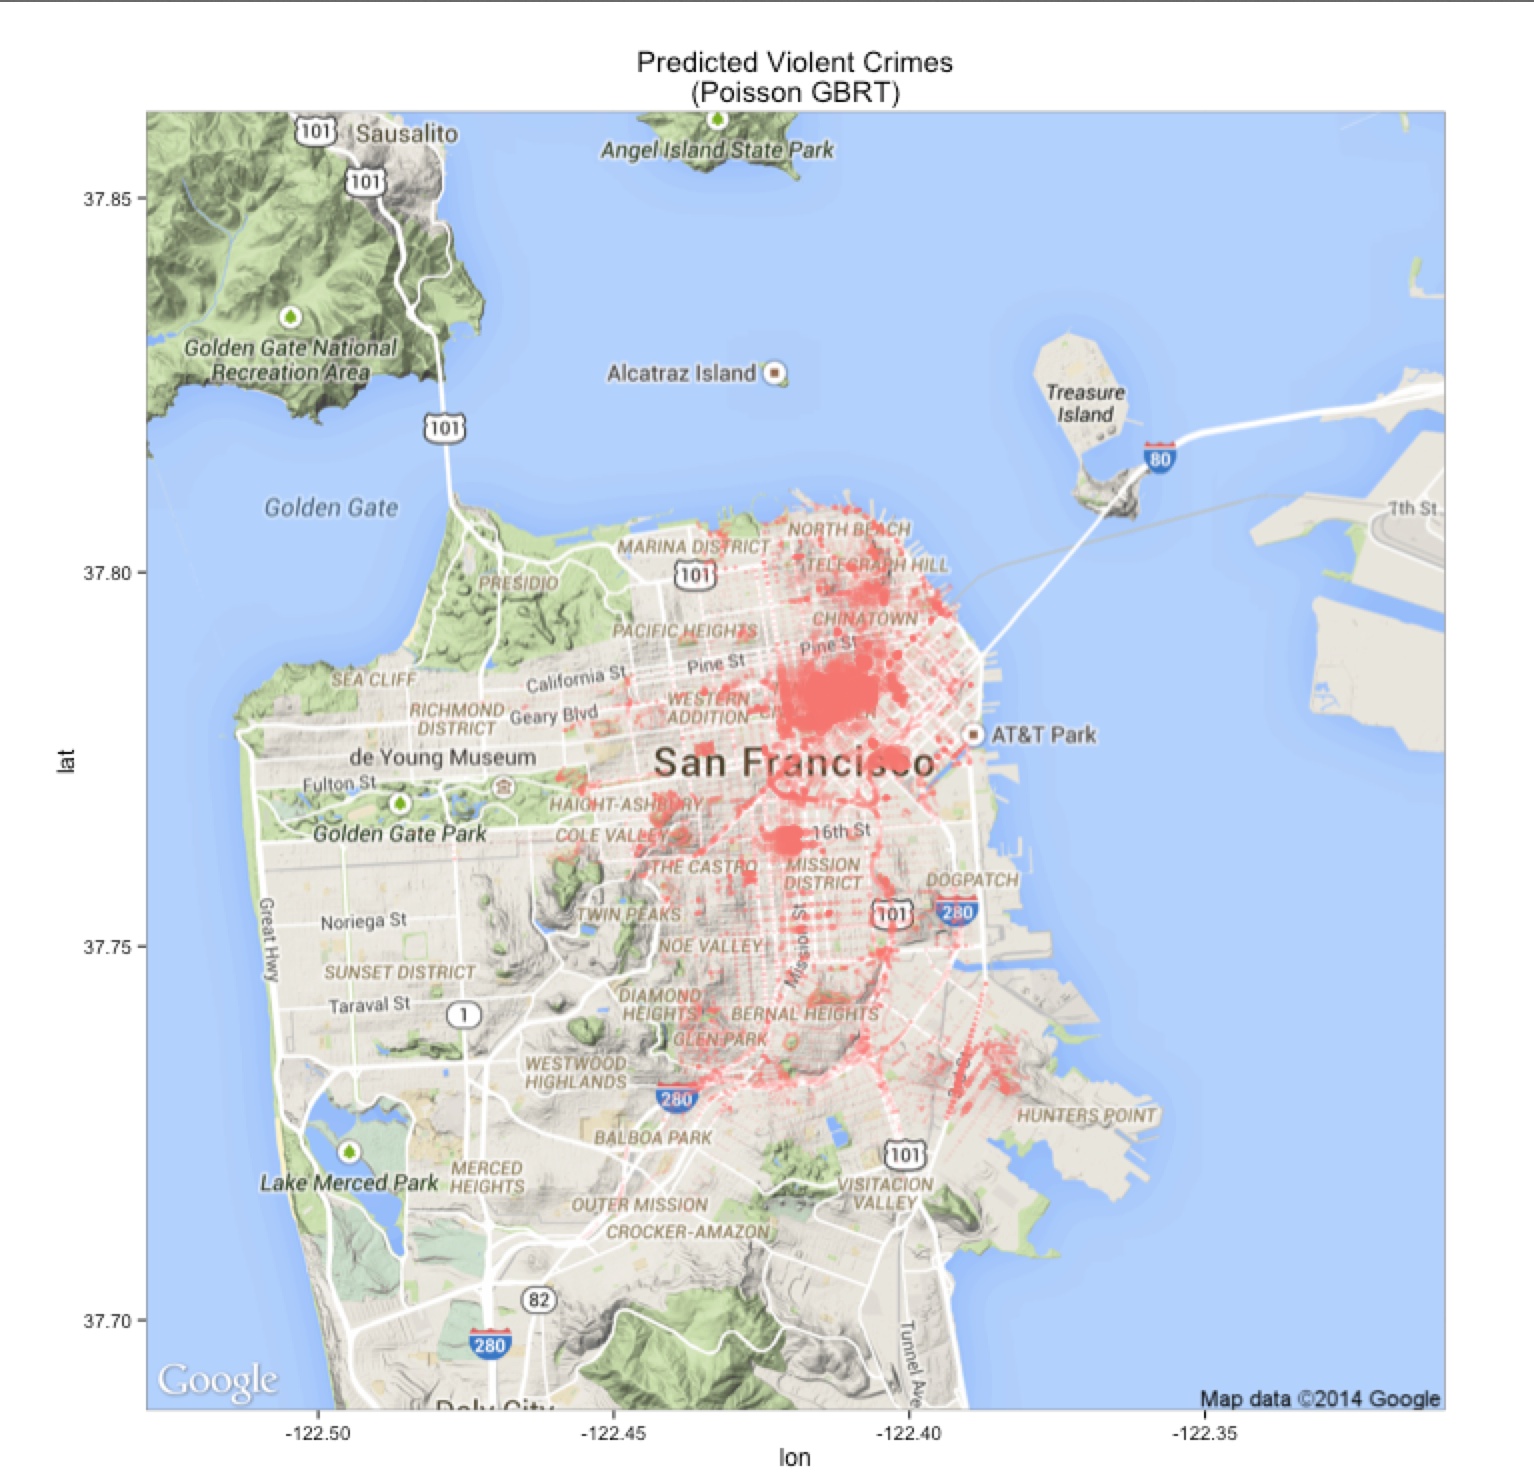 Predicted Violent Crimes
(Poisson GBRT)
101
Sausalito
Angel Island State Park
101
37.85
Golden Gate National
Recreation Area
Alcatraz Island
Treasure
Island
101
80
Golden Gate
7th St
NORTH BEACH
MARINA DISTRICT
TELEGRAPH HILL
37.80
101
PRESIDIO
CHINATOWN
PACIFIC HEIGHTS
Pine St
Pine St
California St
SEA CLIFF
WESTERN
ADDITION
RICHMOND
DISTRICT
Geary Blvd
AT&T Park
lat
de Young Museum
San Francisco
Fulton St
HAIGHT-ASHBURY
Golden Gate Park
COLE VALLEY
16th St
THE CASTRO
MISSION
DISTRICT
DOGPATCH
Great Hwy
Noriega St
TWIN PEAKS
101
280
Mission St
37.75
NOE VALLEY
SUNSET DISTRICT
Taraval St
DIAMOND
HEIGHTS
BERNAL HEIGHTS
1
GLEN PARK
WESTWOOD
HIGHLANDS
280
HUNTERS POINT
BALBOA PARK
101
Lake Merced Park
MERCED
HEIGHTS
VISITACION
VALLEY
OUTER MISSION
CROCKER-AMAZON
82
37.70
280
Tunnel Ave
Google
Daly City
Map data ©2014 Google
-122.50
-122.45
-122.40
-122.35
lon